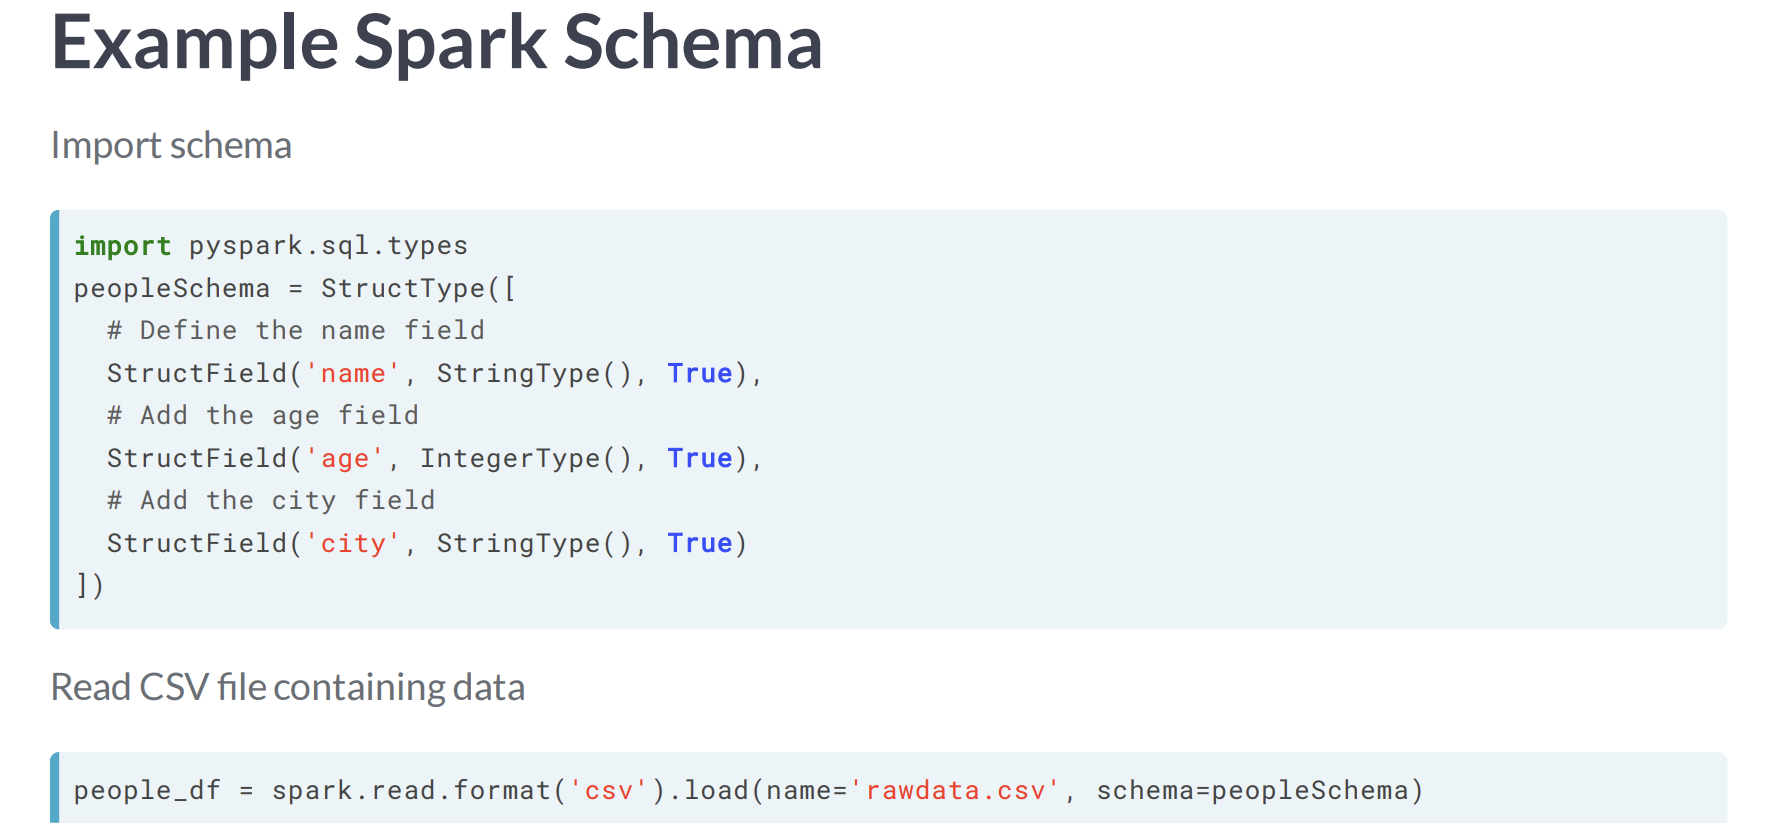 Example Spark Schema
Import schema
import pyspark.sql.types
peopleSchema = StructType([
  # Define the name field
  StructField('name', StringType(), True),
  # Add the age field
  StructField('age', IntegerType(), True),
  # Add the city field
  StructField('city', StringType(), True)
])
Read CSV file containing data
people_df = spark.read.format('csv').load(name='rawdata.csv', schema=peopleSchema)